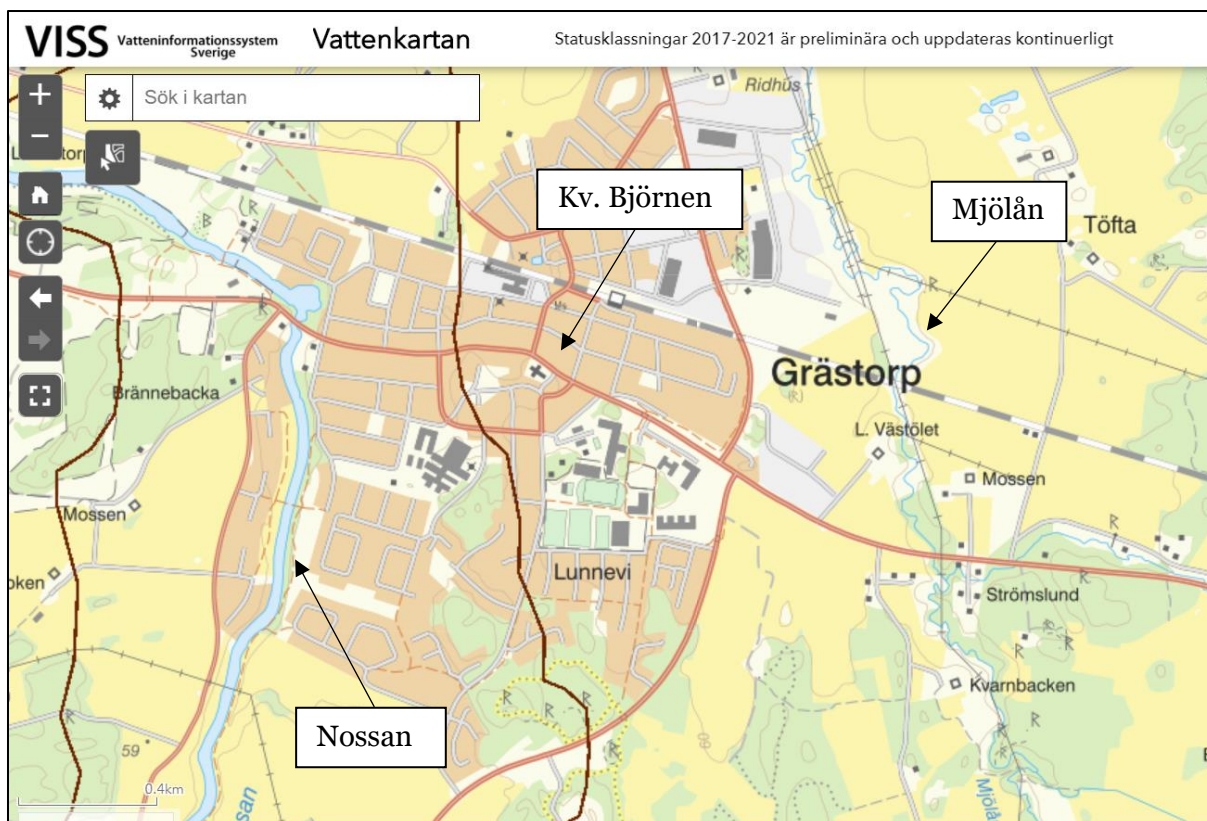 VISS Vatteninformationssystem Sverige
Vattenkartan
Statusklassningar 2017-2021 är preliminära och uppdateras kontinuerligt
+
Sök i kartan
−
Ridhus
Kv. Björnen
Mjölån
Töfta
Grästorp
Brännebacka
L. Västölet
Mossen
Mossen
Lunnevi
Strömslund
Kvarnbacken
Nossan
59
0.4km